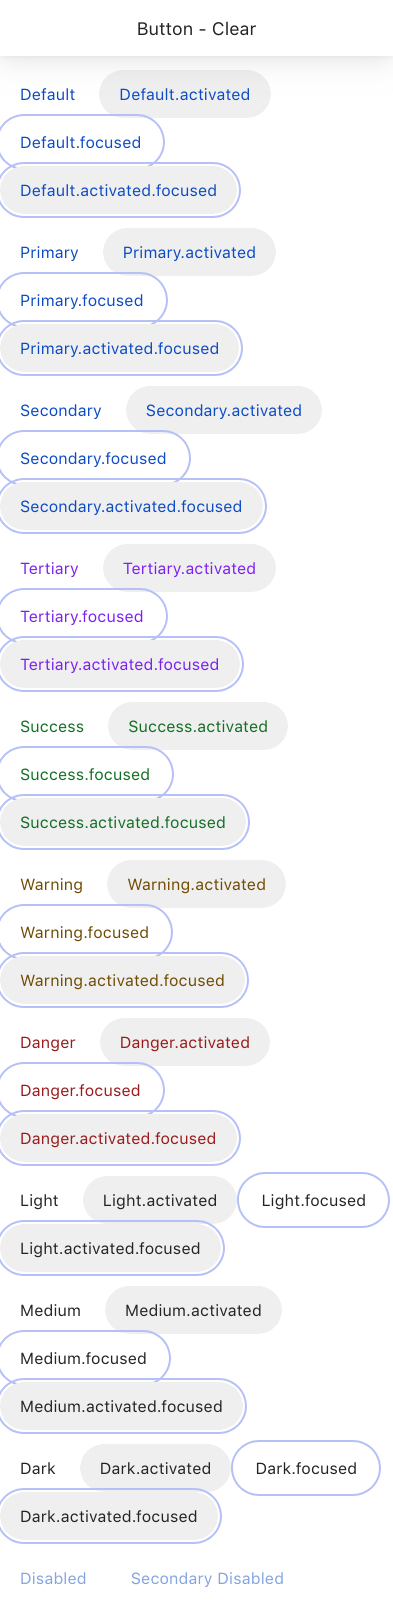 Button - Clear
Default Default.activated
Default.focused
Default.activated.focused
Primary Primary.activated
Primary.focused
Primary.activated.focused
Secondary Secondary.activated
Secondary.focused
Secondary.activated.focused
Tertiary Tertiary.activated
Tertiary.focused
Tertiary.activated.focused
Success Success.activated
Success.focused
Success.activated.focused
Warning Warning.activated
Warning.focused
Warning.activated.focused
Danger Danger.activated
Danger.focused
Danger.activated.focused
Light Light.activated Light.focused
Light.activated.focused
Medium Medium.activated
Medium.focused
Medium.activated.focused
Dark Dark.activated Dark.focused
Dark.activated.focused
Disabled Secondary Disabled